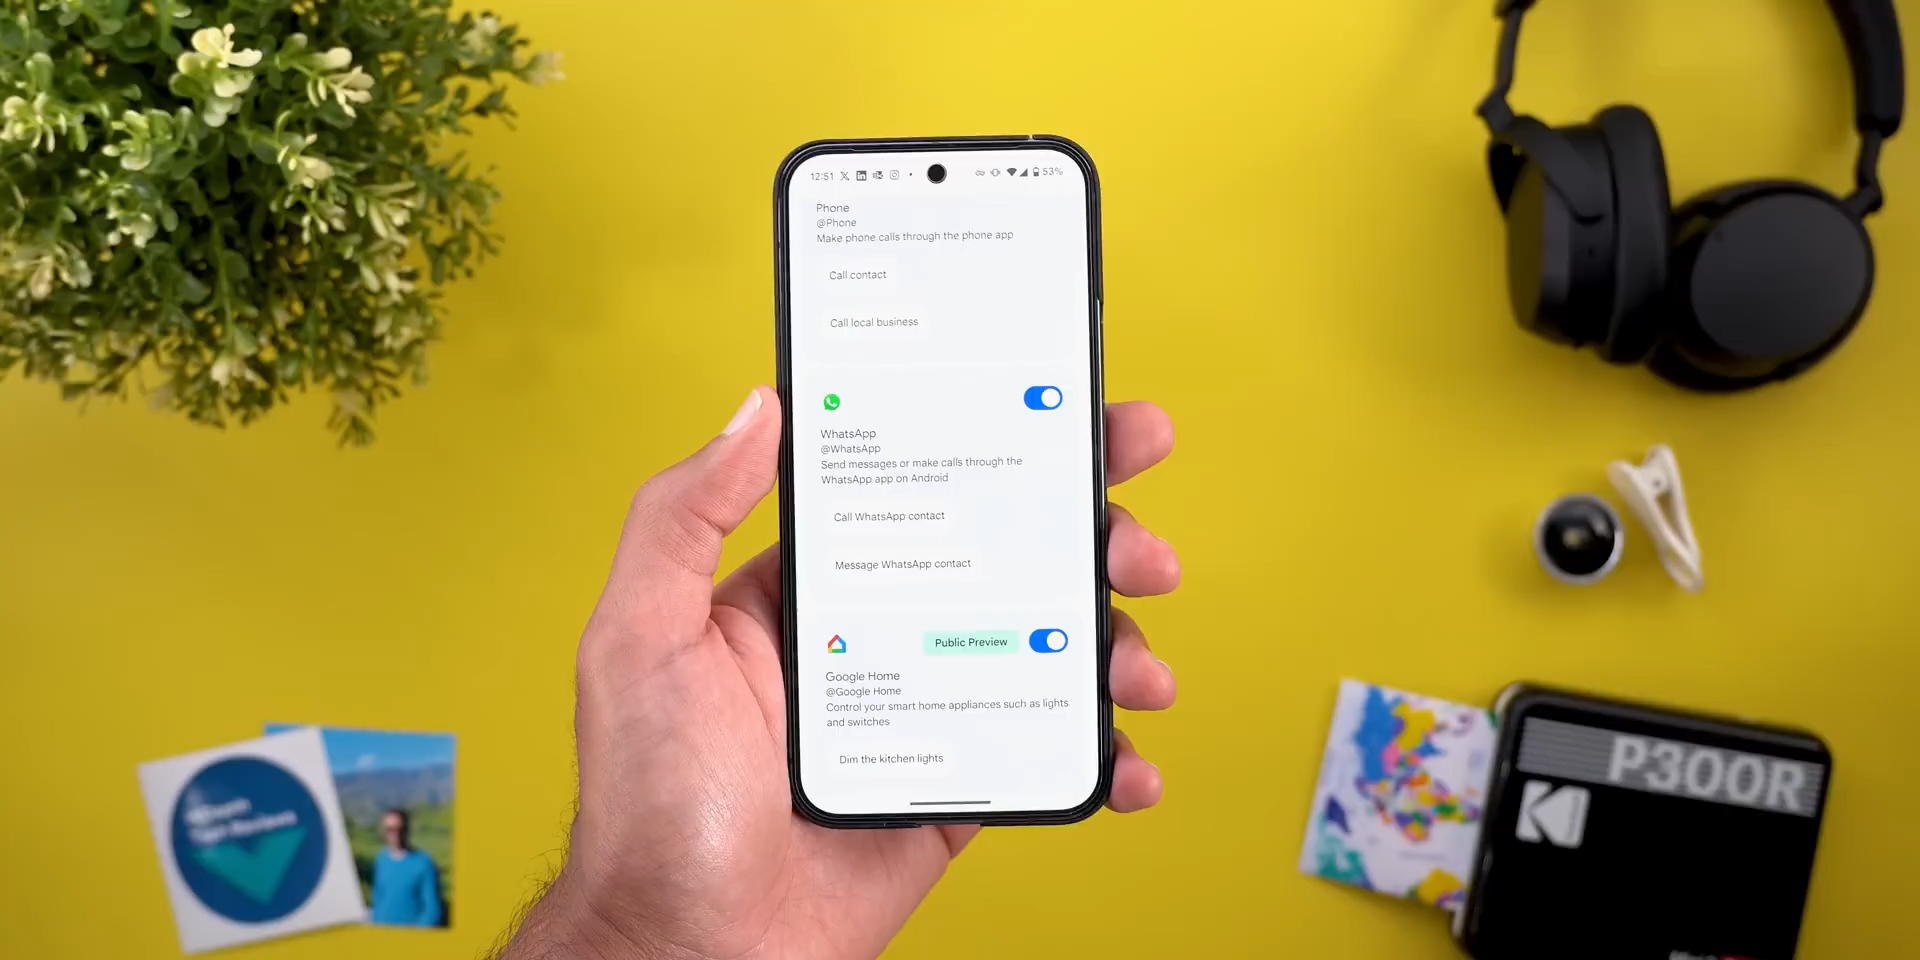 12:51
53%
Phone
@Phone
Make phone calls through the phone app
Call contact
Call local business
WhatsApp
@WhatsApp
Send messages or make calls through the
WhatsApp app on Android
Call WhatsApp contact
Message WhatsApp contact
Public Preview
Google Home
@Google Home
Control your smart home appliances such as lights
and switches
Dim the kitchen lights
Reviews
P300R